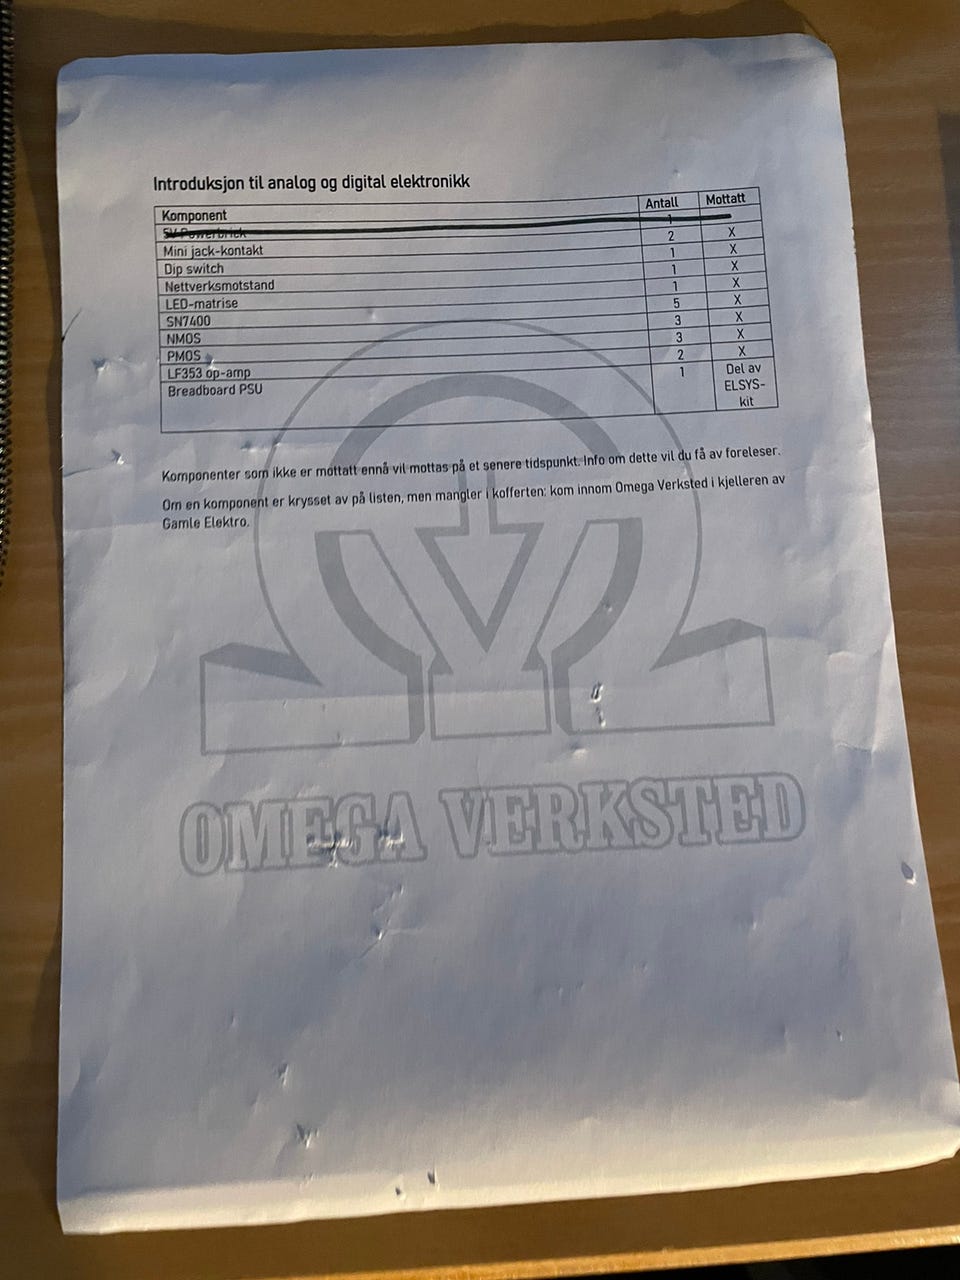 Introduksjon til analog og digital elektronikk
Komponent Antall Mottatt
5V Powerbrick 1
Mini jack-kontakt 2 X
Dip switch 1 X
Nettverksmotstand 1 X
LED-matrise 1 X
SN7400 5 X
NMOS 3 X
PMOS 3 X
LF353 op-amp 2 X
Breadboard PSU 1 Del av
ELSYS-
kit
Komponenter som ikke er mottatt ennå vil mottas på et senere tidspunkt. Info om dette vil du få av foreleser.
Om en komponent er krysset av på listen, men mangler i kofferten: kom innom Omega Verksted i kjelleren av
Gamle Elektro.
OMEGA VERKSTED